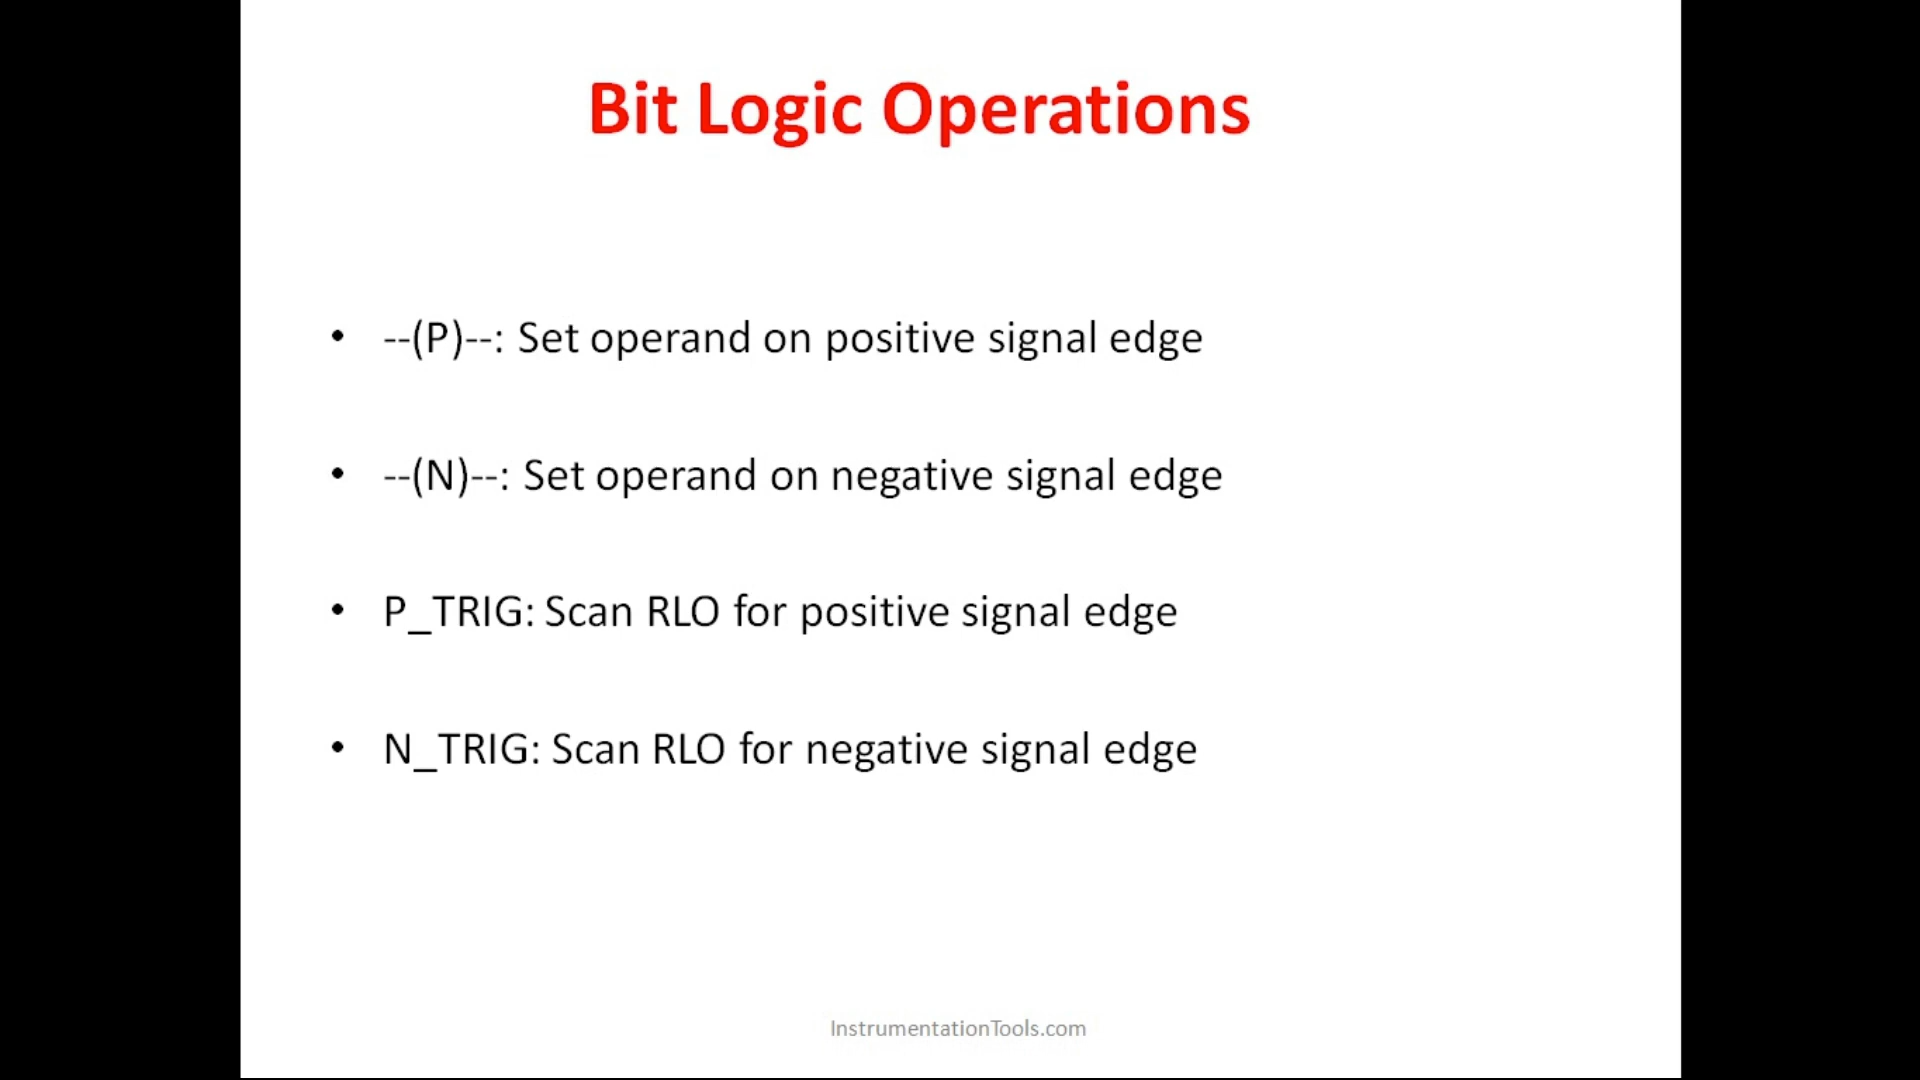 Bit Logic Operations
• --(P)--: Set operand on positive signal edge
• --(N)--: Set operand on negative signal edge
• P_TRIG: Scan RLO for positive signal edge
• N_TRIG: Scan RLO for negative signal edge
InstrumentationTools.com